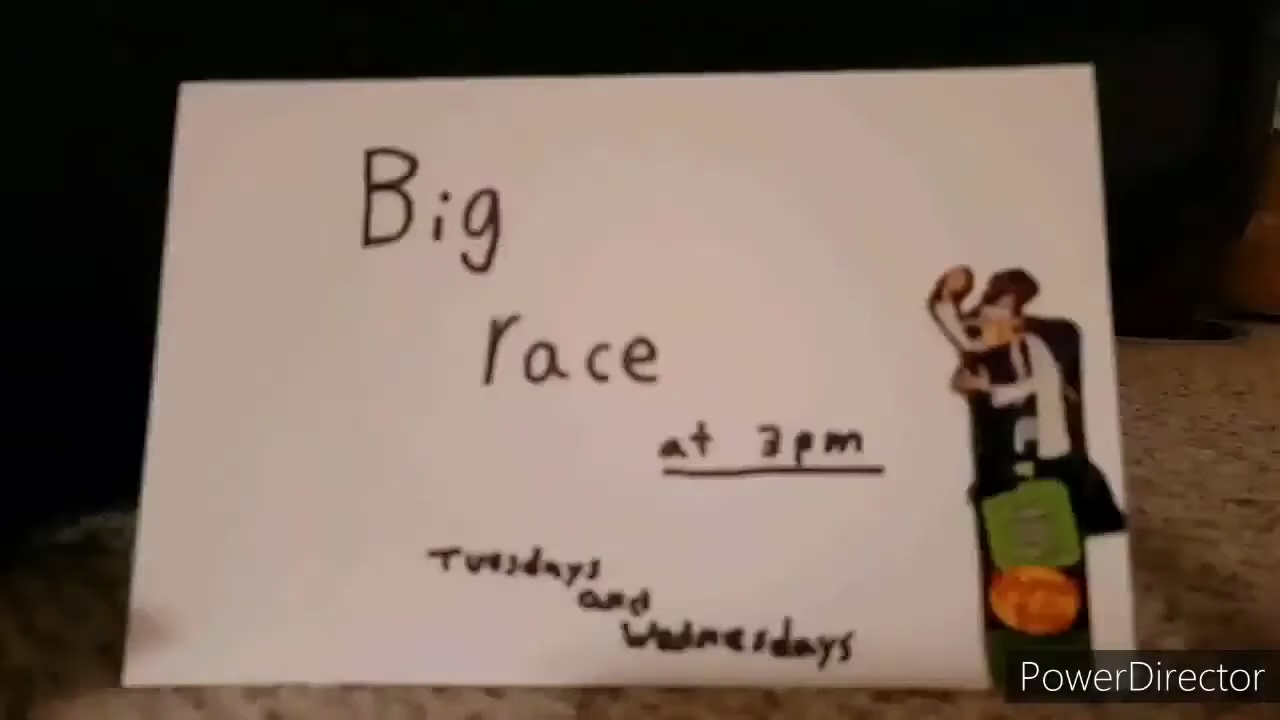 Big
race
at 3pm
Tuesdays
and
Wednesdays
PowerDirector